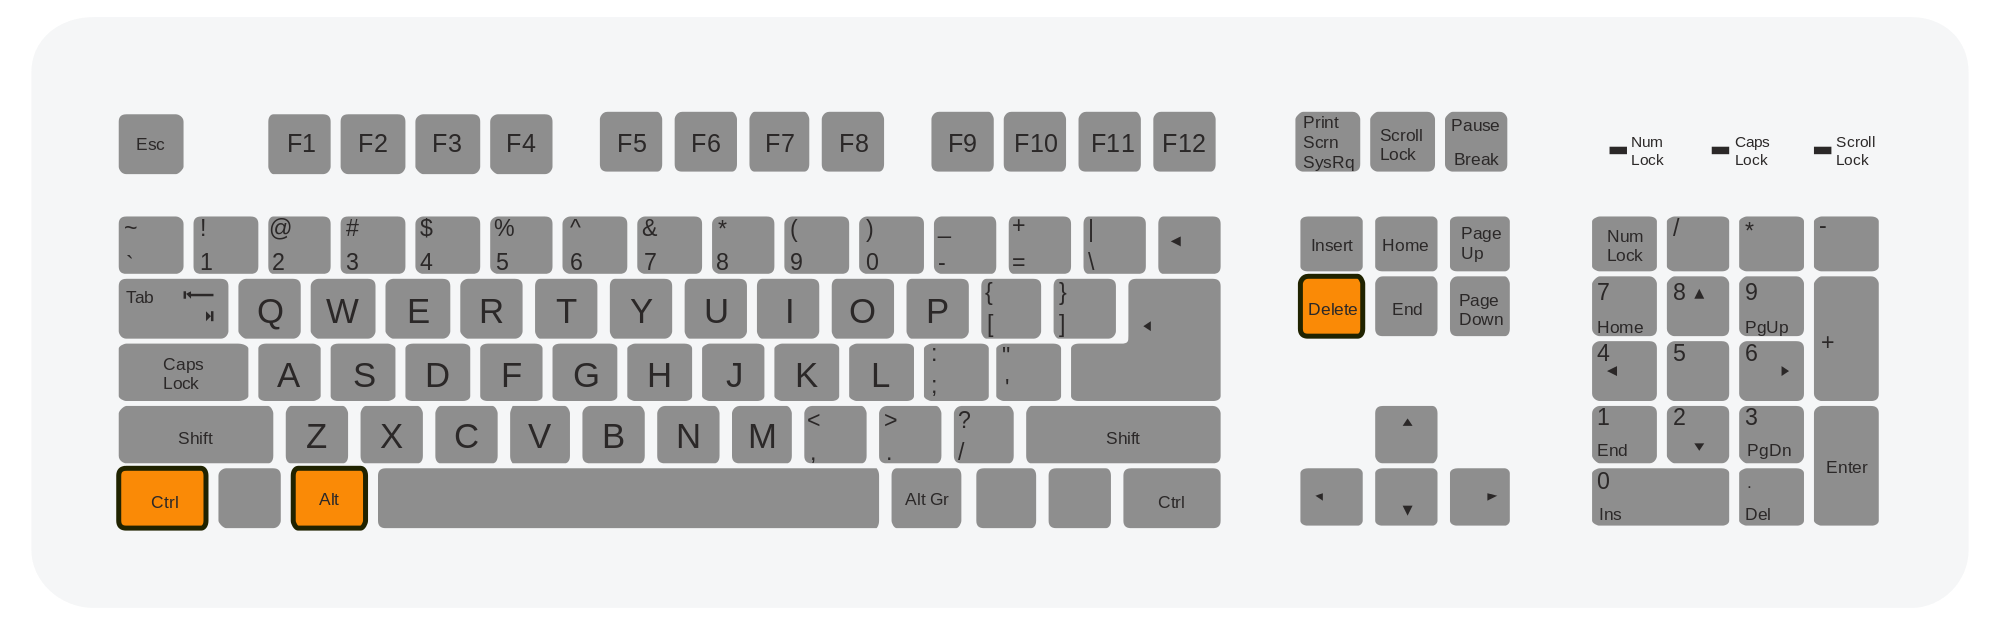 Esc F1 F2 F3 F4 F5 F6 F7 F8 F9 F10 F11 F12
Print
Scrn
SysRq
Scroll
Lock
Pause
Break
Num
Lock
Caps
Lock
Scroll
Lock
~ ! @ # $ % ^ & * ( ) _ + |
` 1 2 3 4 5 6 7 8 9 0 - = \
Insert Home
Page
Up
Num
Lock
/ * -
Tab Q W E R T Y U I O P
{ }
[ ]
Delete End
Page
Down
7
Home
8
9
PgUp
+
Caps
Lock
A S D F G H J K L
: "
; '
4 5 6
Shift Z X C V B N M
< > ?
, . /
Shift
1
End
2
3
PgDn
Enter
Ctrl Alt Alt Gr Ctrl
0
Ins
.
Del